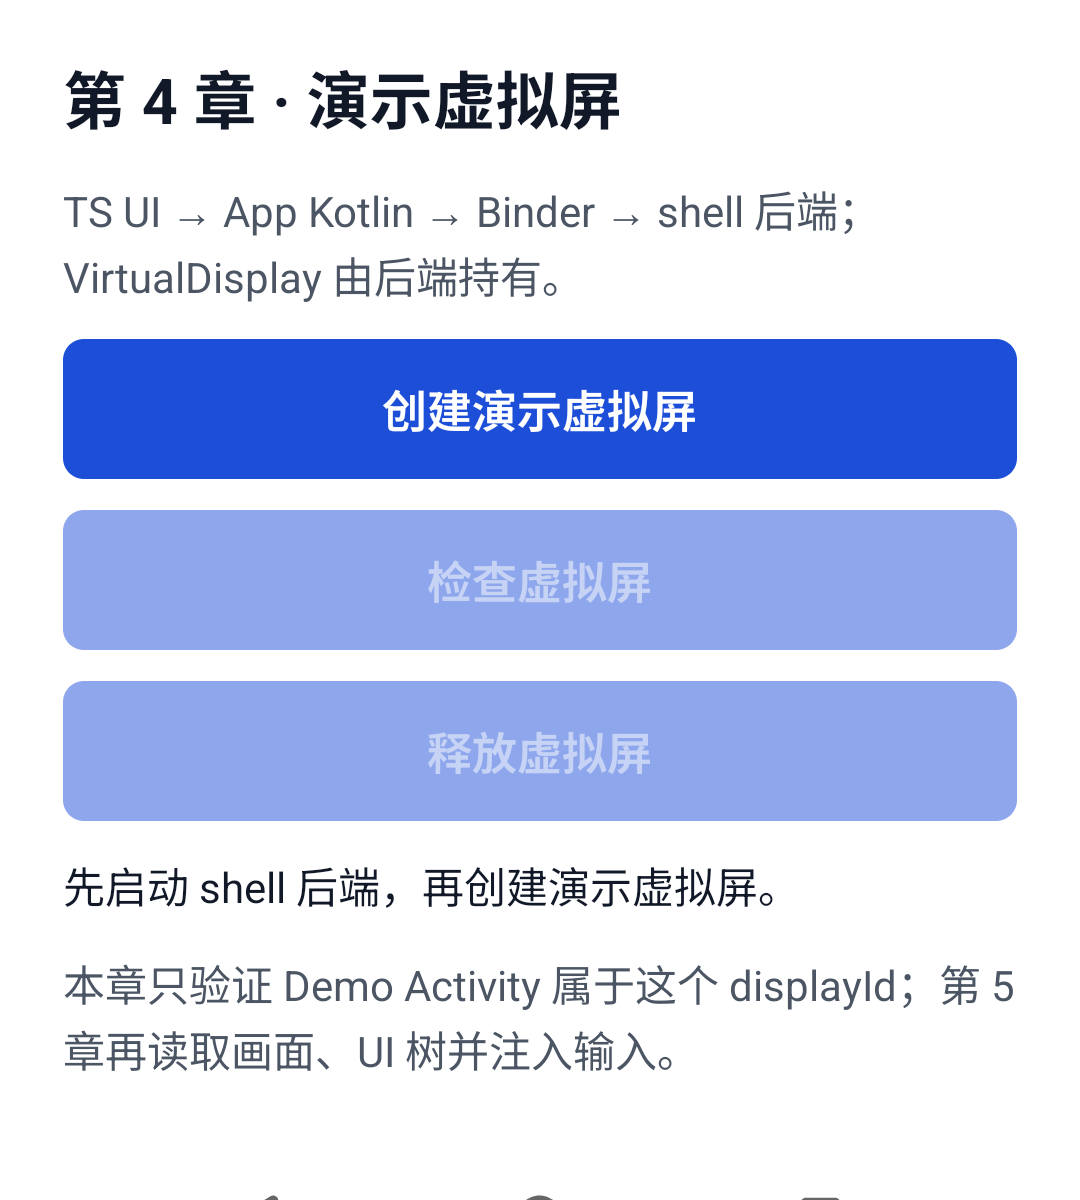 第 4 章 · 演示虚拟屏
TS UI → App Kotlin → Binder → shell 后端；
VirtualDisplay 由后端持有。
创建演示虚拟屏
检查虚拟屏
释放虚拟屏
先启动 shell 后端，再创建演示虚拟屏。
本章只验证 Demo Activity 属于这个 displayId；第 5
章再读取画面、UI 树并注入输入。